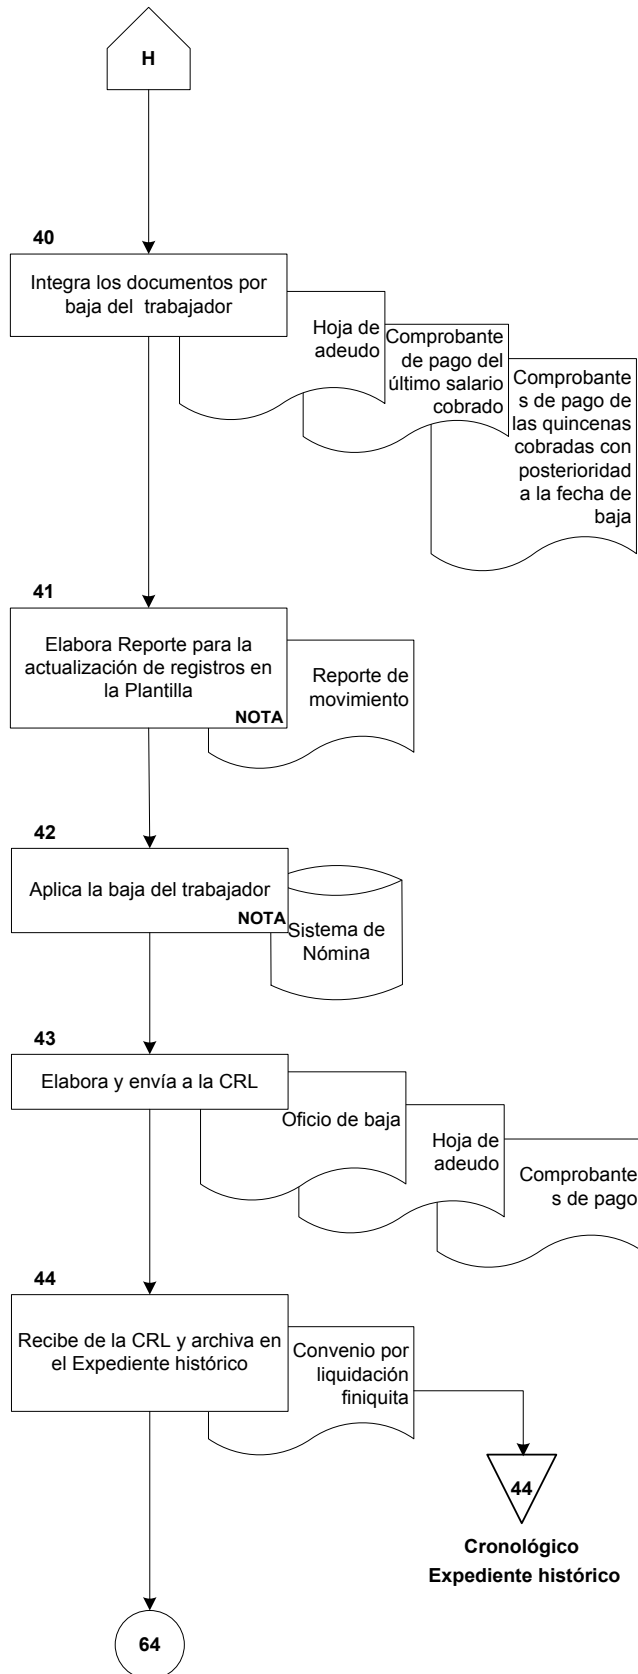 H
40
Integra los documentos por
baja del trabajador
Hoja de
adeudo
Comprobante
de pago del
último salario
cobrado
Comprobante
s de pago de
las quincenas
cobradas con
posterioridad
a la fecha de
baja
41
Elabora Reporte para la
actualización de registros en
la Plantilla
NOTA
Reporte de
movimiento
42
Aplica la baja del trabajador
NOTA
Sistema de
Nómina
43
Elabora y envía a la CRL
Oficio de baja
Hoja de
adeudo
Comprobante
s de pago
44
Recibe de la CRL y archiva en
el Expediente histórico
Convenio por
liquidación
finiquita
44
Cronológico
Expediente histórico
64